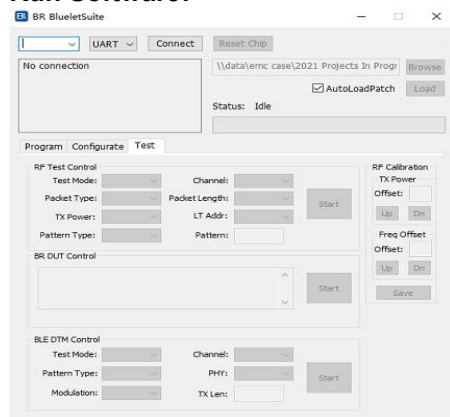 Run Software:
BR BR BlueletSuite
UART Connect Reset Chip
No connection
\\data\emc case\2021 Projects In Progr Browse
AutoLoadPatch Load
Status: Idle
Program Configurate Test
RF Test Control
Test Mode: Channel:
Packet Type: Packet Length: Start
TX Power: LT Addr:
Pattern Type: Pattern:
RF Calibration
TX Power
Offset:
Up Dn
Freq Offset
Offset:
Up Dn
Save
BR DUT Control
Start
BLE DTM Control
Test Mode: Channel:
Pattern Type: PHY: Start
Modulation: TX Len: